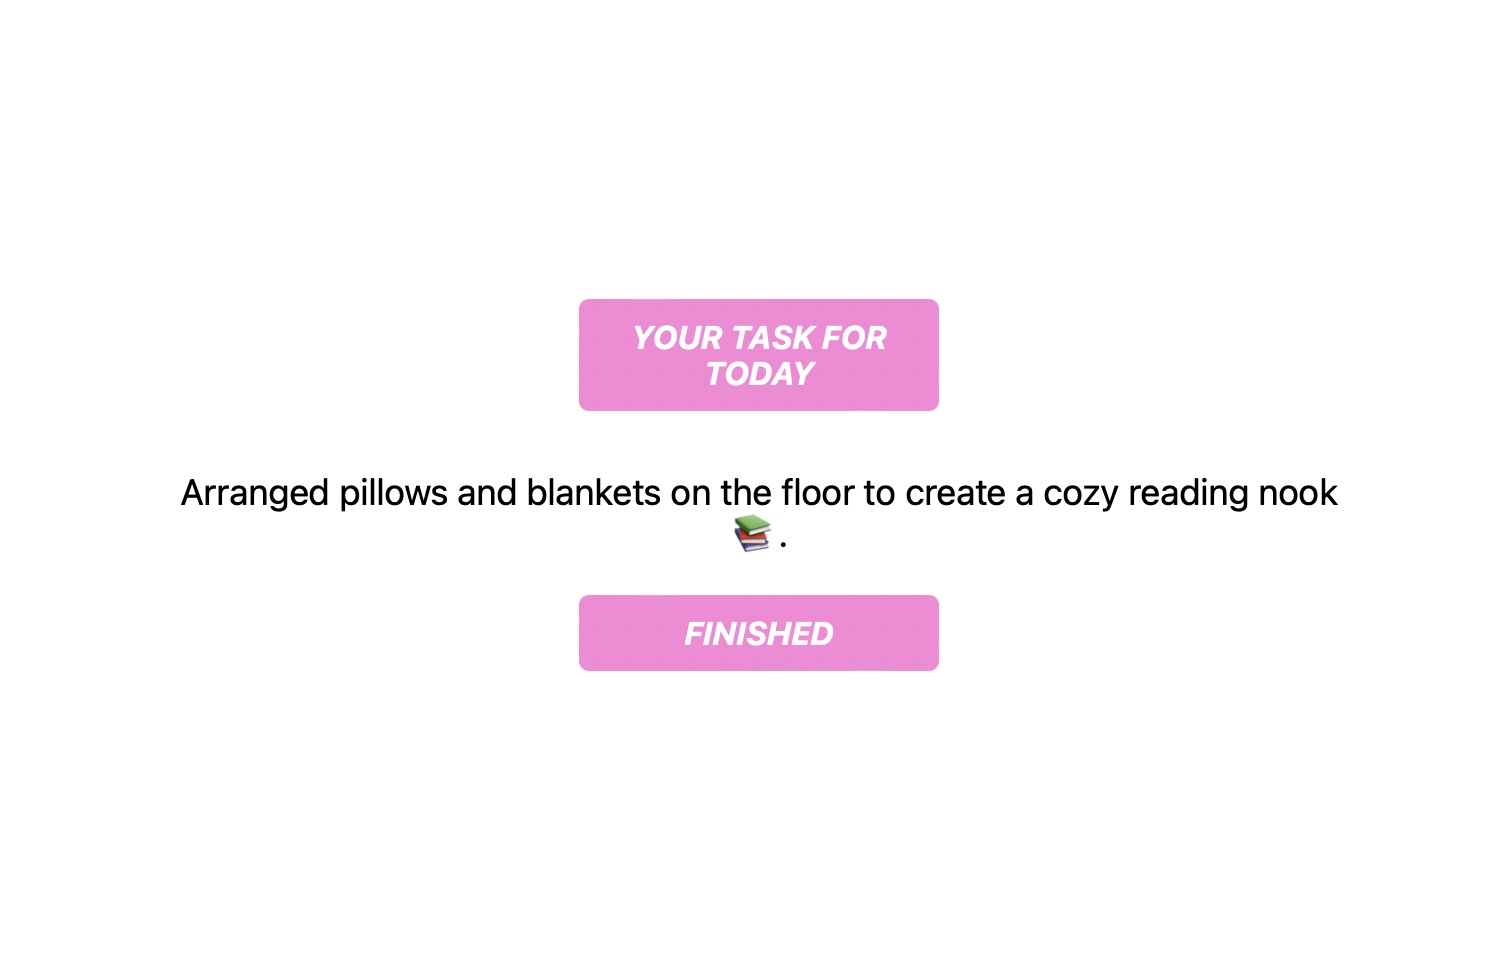 YOUR TASK FOR
TODAY
Arranged pillows and blankets on the floor to create a cozy reading nook
📚 .
FINISHED